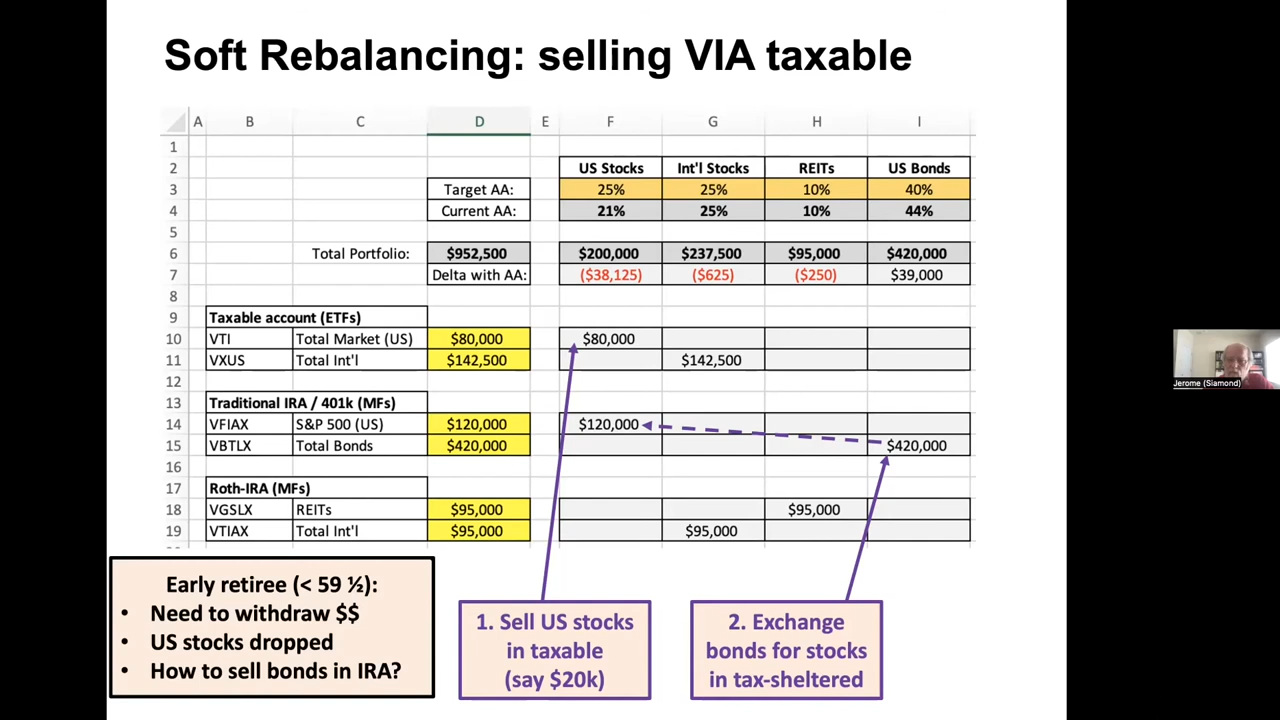 Soft Rebalancing: selling VIA taxable
A B C D E F G H I
1
2 US Stocks Int'l Stocks REITs US Bonds
3 Target AA: 25% 25% 10% 40%
4 Current AA: 21% 25% 10% 44%
5
6 Total Portfolio: $952,500 $200,000 $237,500 $95,000 $420,000
7 Delta with AA: ($38,125) ($625) ($250) $39,000
8
9 Taxable account (ETFs)
10 VTI Total Market (US) $80,000 $80,000
11 VXUS Total Int'l $142,500 $142,500
12
13 Traditional IRA / 401k (MFs)
14 VFIAX S&P 500 (US) $120,000 $120,000
15 VBTLX Total Bonds $420,000 $420,000
16
17 Roth-IRA (MFs)
18 VGSLX REITs $95,000 $95,000
19 VTIAX Total Int'l $95,000 $95,000
Early retiree (< 59 ½):
• Need to withdraw $$
• US stocks dropped
• How to sell bonds in IRA?
1. Sell US stocks
in taxable
(say $20k)
2. Exchange
bonds for stocks
in tax-sheltered
Jerome (Siamond)